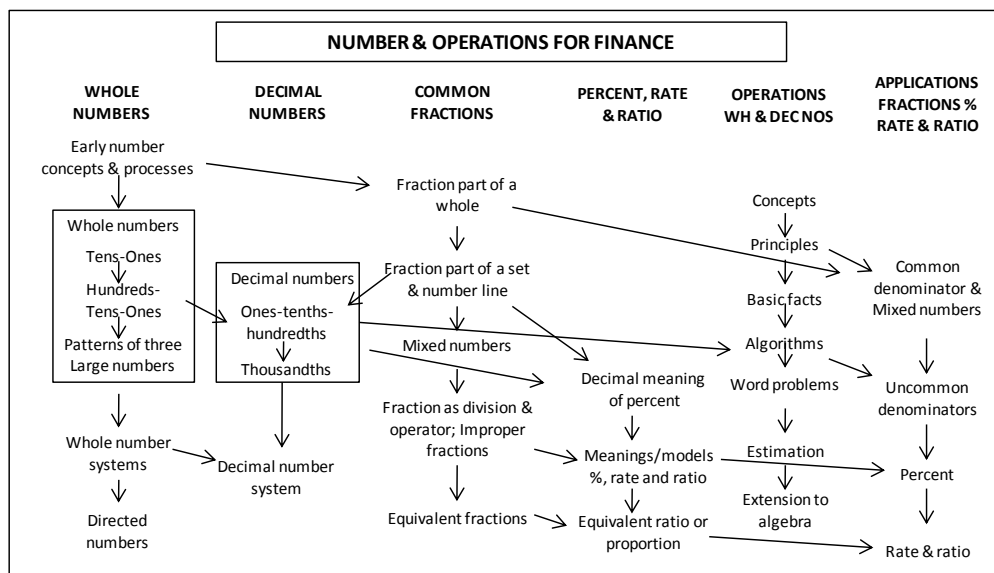 NUMBER & OPERATIONS FOR FINANCE
WHOLE
NUMBERS
DECIMAL
NUMBERS
COMMON
FRACTIONS
PERCENT, RATE
& RATIO
OPERATIONS
WH & DEC NOS
APPLICATIONS
FRACTIONS %
RATE & RATIO
Early number
concepts & processes
Whole numbers
Tens-Ones
Hundreds-
Tens-Ones
Patterns of three
Large numbers
Whole number
systems
Directed
numbers
Decimal numbers
Ones-tenths-
hundredths
Thousandths
Decimal number
system
Fraction part of a
whole
Fraction part of a set
& number line
Mixed numbers
Fraction as division &
operator; Improper
fractions
Equivalent fractions
Decimal meaning
of percent
Meanings/models
%, rate and ratio
Equivalent ratio or
proportion
Concepts
Principles
Basic facts
Algorithms
Word problems
Estimation
Extension to
algebra
Common
denominator &
Mixed numbers
Uncommon
denominators
Percent
Rate & ratio